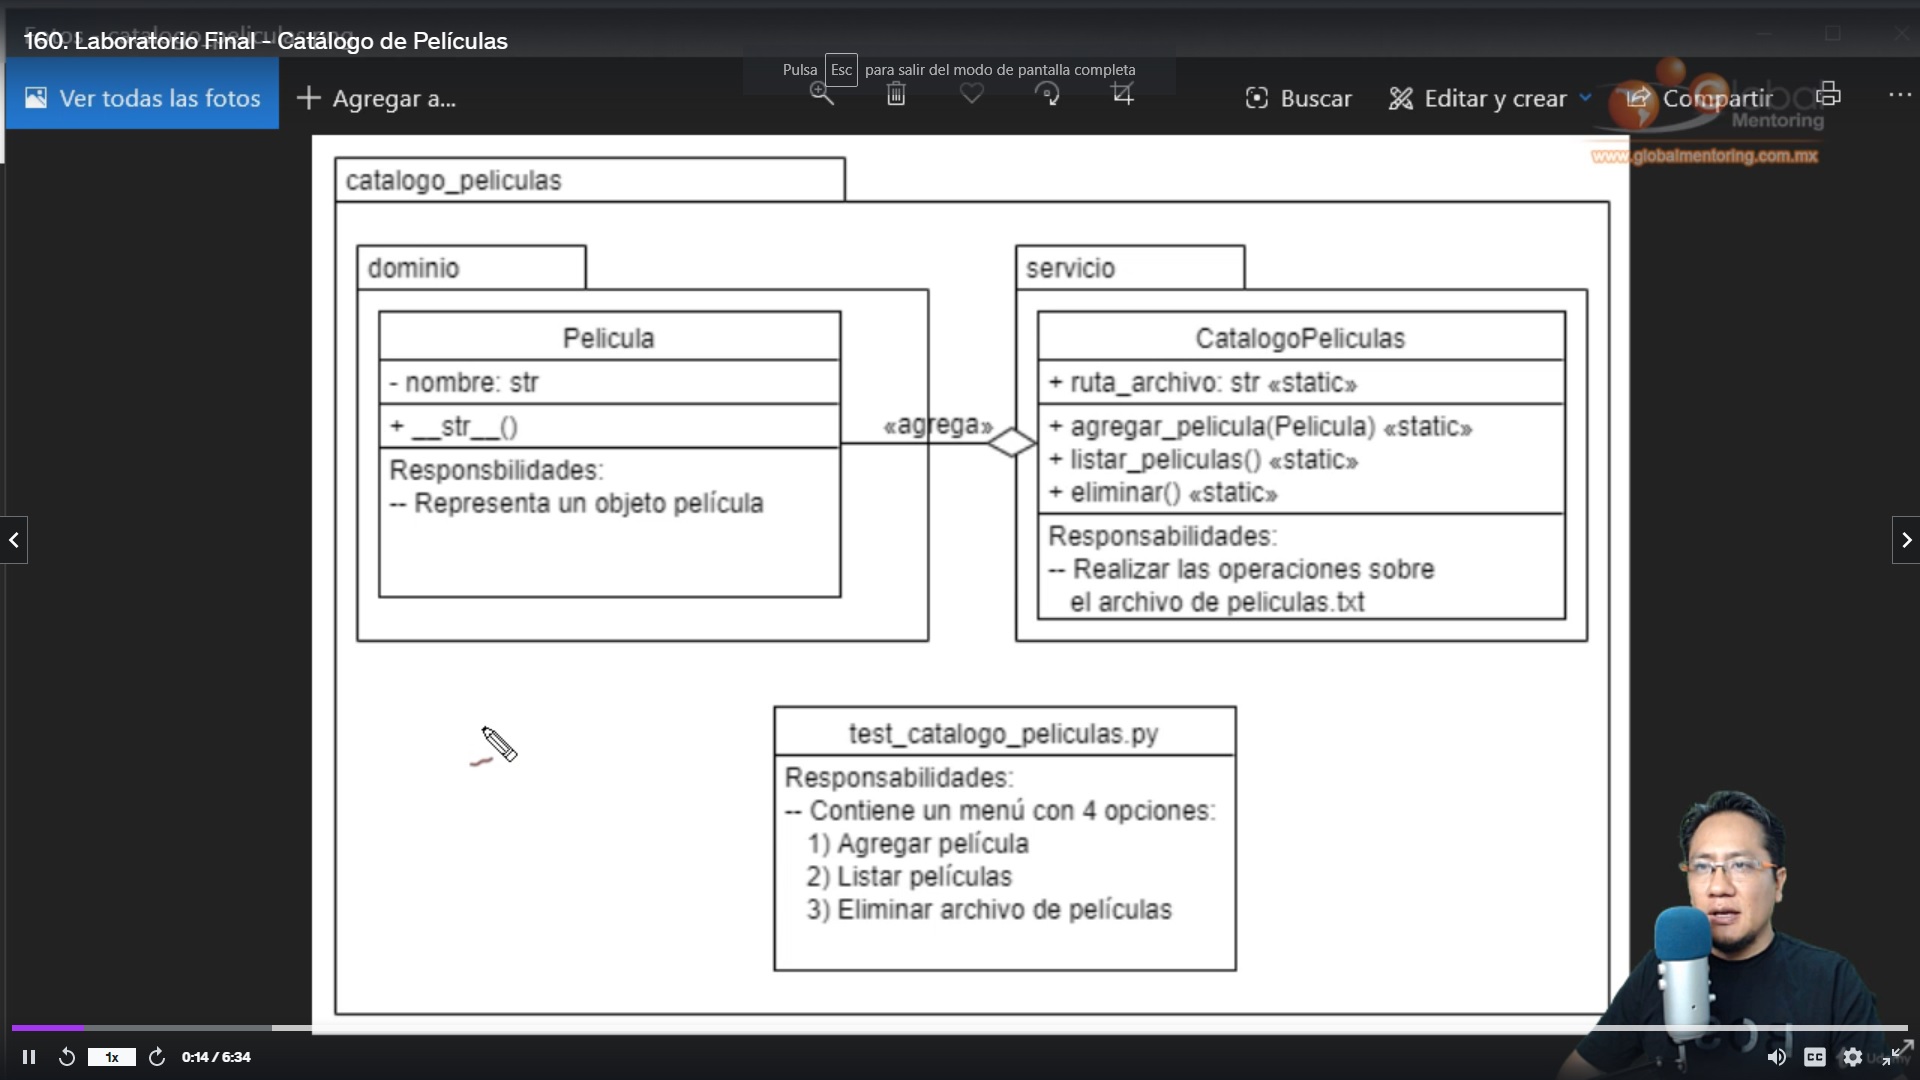 160. Laboratorio Final - Catálogo de Películas
Pulsa Esc para salir del modo de pantalla completa
Ver todas las fotos
Agregar a...
Buscar
Editar y crear
Compartir
Global
Mentoring
www.globalmentoring.com.mx
catalogo_peliculas
dominio
servicio
Pelicula
- nombre: str
+ __str__()
Responsbilidades:
-- Representa un objeto película
«agrega»
CatalogoPeliculas
+ ruta_archivo: str «static»
+ agregar_pelicula(Pelicula) «static»
+ listar_peliculas() «static»
+ eliminar() «static»
Responsabilidades:
-- Realizar las operaciones sobre
el archivo de peliculas.txt
test_catalogo_peliculas.py
Responsabilidades:
-- Contiene un menú con 4 opciones:
1) Agregar película
2) Listar películas
3) Eliminar archivo de películas
1x
0:14 / 6:34
CC